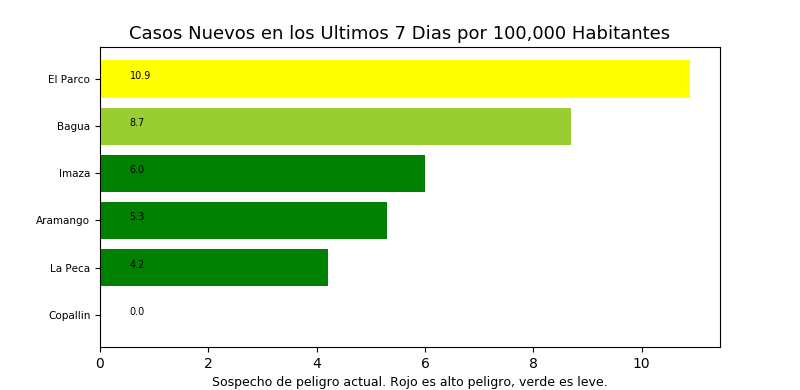 Casos Nuevos en los Ultimos 7 Dias por 100,000 Habitantes
El Parco 10.9
Bagua 8.7
Imaza 6.0
Aramango 5.3
La Peca 4.2
Copallin 0.0
0 2 4 6 8 10
Sospecho de peligro actual. Rojo es alto peligro, verde es leve.